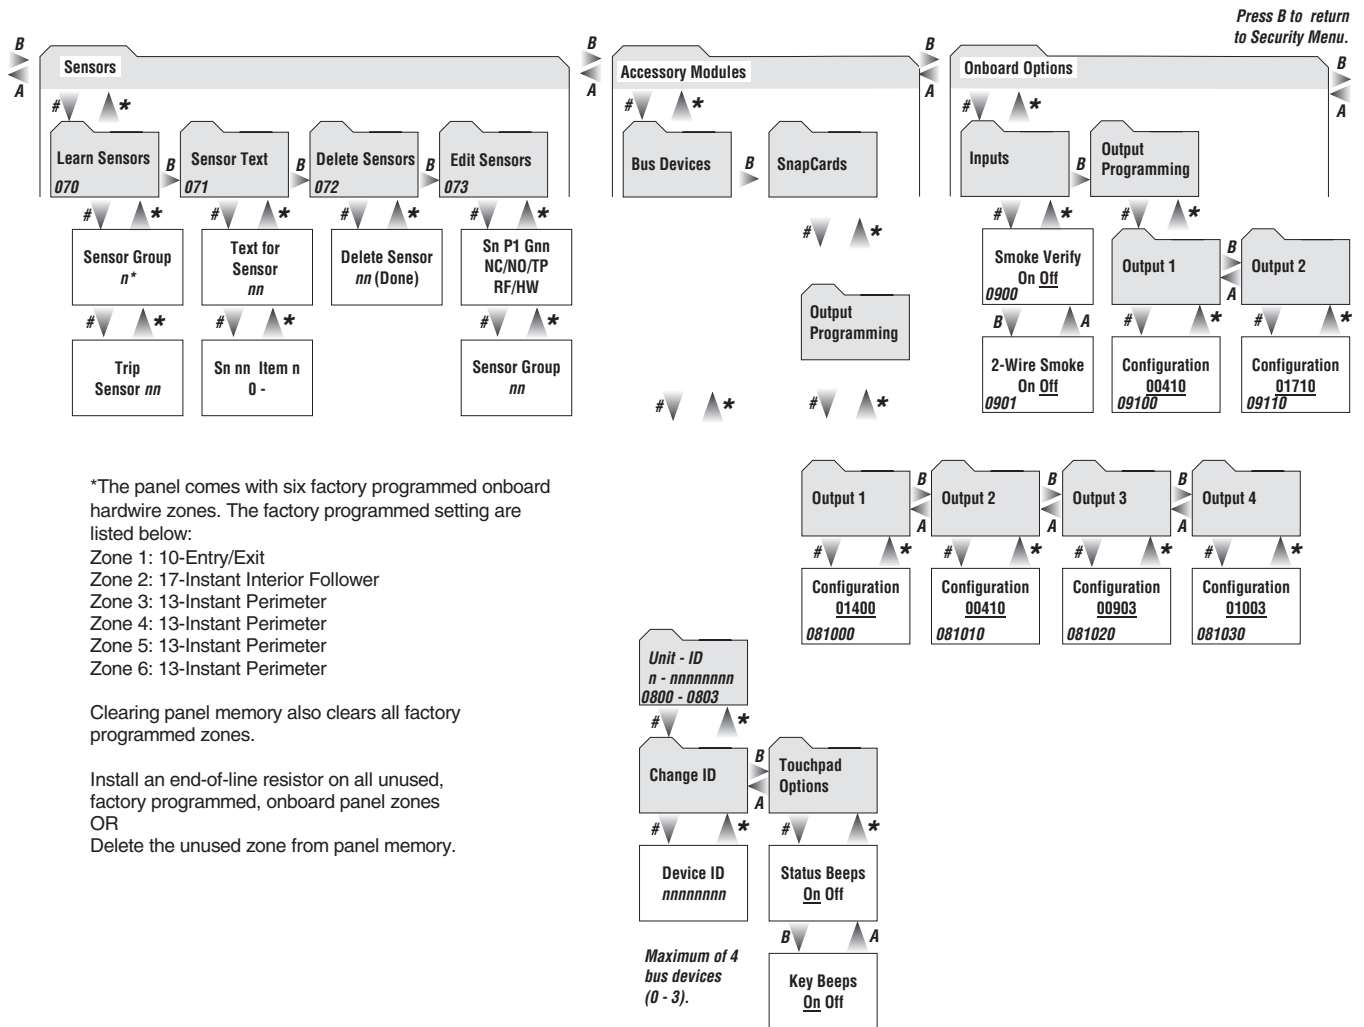 Press B to return
to Security Menu.
B
A
Sensors
B
A
Accessory Modules
B
A
Onboard Options
B
A
# *
# *
# *
Learn Sensors
070
B
Sensor Text
071
B
Delete Sensors
072
B
Edit Sensors
073
Bus Devices
B
SnapCards
Inputs
B
Output
Programming
# *
# *
# *
# *
# *
# *
# *
Sensor Group
n*
Text for
Sensor
nn
Delete Sensor
nn (Done)
Sn P1 Gnn
NC/NO/TP
RF/HW
Smoke Verify
On Off
0900
Output 1
B
A
Output 2
# *
# *
# *
B A
# *
# *
Trip
Sensor nn
Sn nn Item n
0 -
Sensor Group
nn
Output
Programming
2-Wire Smoke
On Off
0901
Configuration
00410
09100
Configuration
01710
09110
# *
# *
*The panel comes with six factory programmed onboard
hardwire zones. The factory programmed setting are
listed below:
Zone 1: 10-Entry/Exit
Zone 2: 17-Instant Interior Follower
Zone 3: 13-Instant Perimeter
Zone 4: 13-Instant Perimeter
Zone 5: 13-Instant Perimeter
Zone 6: 13-Instant Perimeter
Clearing panel memory also clears all factory
programmed zones.
Install an end-of-line resistor on all unused,
factory programmed, onboard panel zones
OR
Delete the unused zone from panel memory.
Output 1
B
A
Output 2
B
A
Output 3
B
A
Output 4
# *
# *
# *
# *
Configuration
01400
081000
Configuration
00410
081010
Configuration
00903
081020
Configuration
01003
081030
Unit - ID
n - nnnnnnnn
0800 - 0803
# *
Change ID
B
A
Touchpad
Options
# *
# *
Device ID
nnnnnnnn
Status Beeps
On Off
B A
Maximum of 4
bus devices
(0 - 3).
Key Beeps
On Off